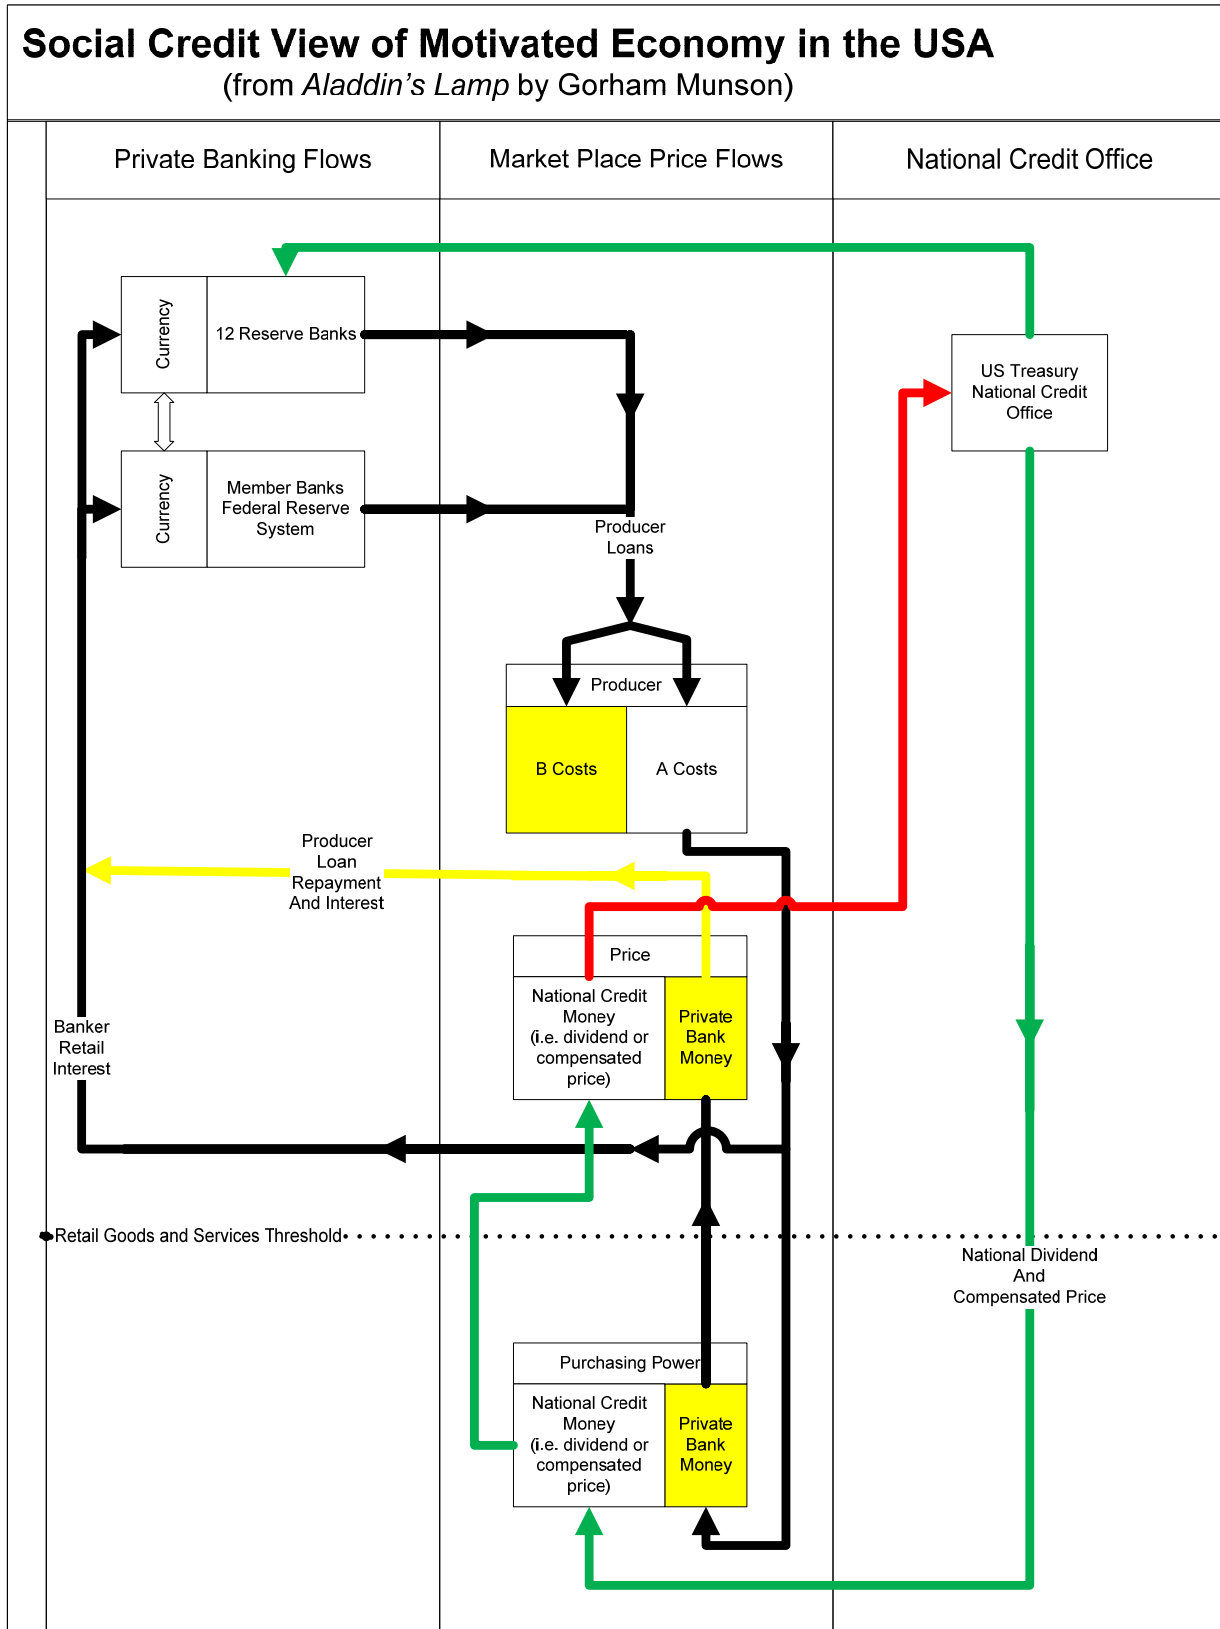 Social Credit View of Motivated Economy in the USA
(from Aladdin's Lamp by Gorham Munson)
Private Banking Flows
Market Place Price Flows
National Credit Office
Currency
12 Reserve Banks
US Treasury
National Credit
Office
Currency
Member Banks
Federal Reserve
System
Producer
Loans
Producer
B Costs
A Costs
Producer
Loan
Repayment
And Interest
Price
National Credit
Money
(i.e. dividend or
compensated
price)
Private
Bank
Money
Banker
Retail
Interest
Retail Goods and Services Threshold
National Dividend
And
Compensated Price
Purchasing Power
National Credit
Money
(i.e. dividend or
compensated
price)
Private
Bank
Money